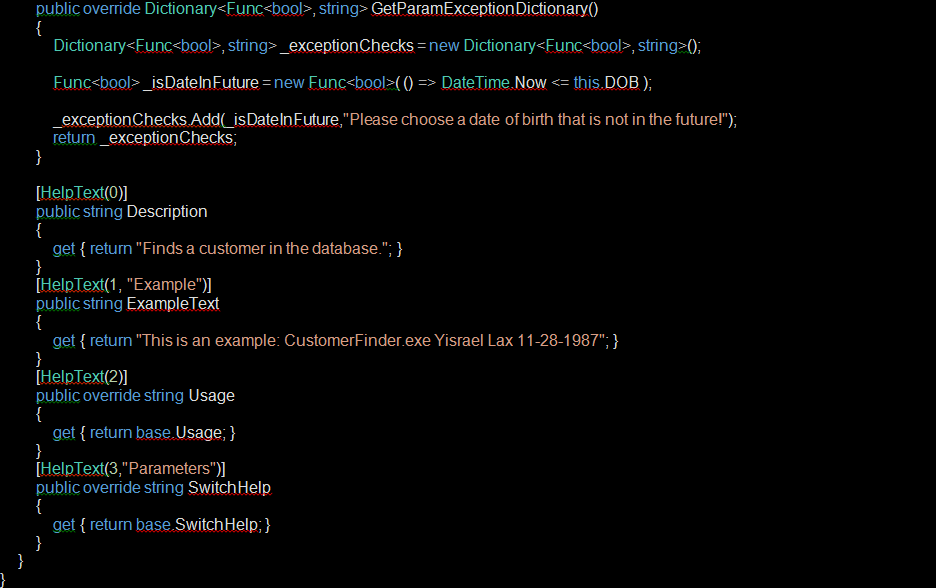 public override Dictionary<Func<bool>, string> GetParamExceptionDictionary()
{
Dictionary<Func<bool>, string> _exceptionChecks = new Dictionary<Func<bool>, string>();
Func<bool> _isDateInFuture = new Func<bool>( () => DateTime.Now <= this.DOB );
_exceptionChecks.Add(_isDateInFuture,"Please choose a date of birth that is not in the future!");
return _exceptionChecks;
}
[HelpText(0)]
public string Description
{
get { return "Finds a customer in the database."; }
}
[HelpText(1, "Example")]
public string ExampleText
{
get { return "This is an example: CustomerFinder.exe Yisrael Lax 11-28-1987"; }
}
[HelpText(2)]
public override string Usage
{
get { return base.Usage; }
}
[HelpText(3,"Parameters")]
public override string SwitchHelp
{
get { return base.SwitchHelp; }
}
}
}